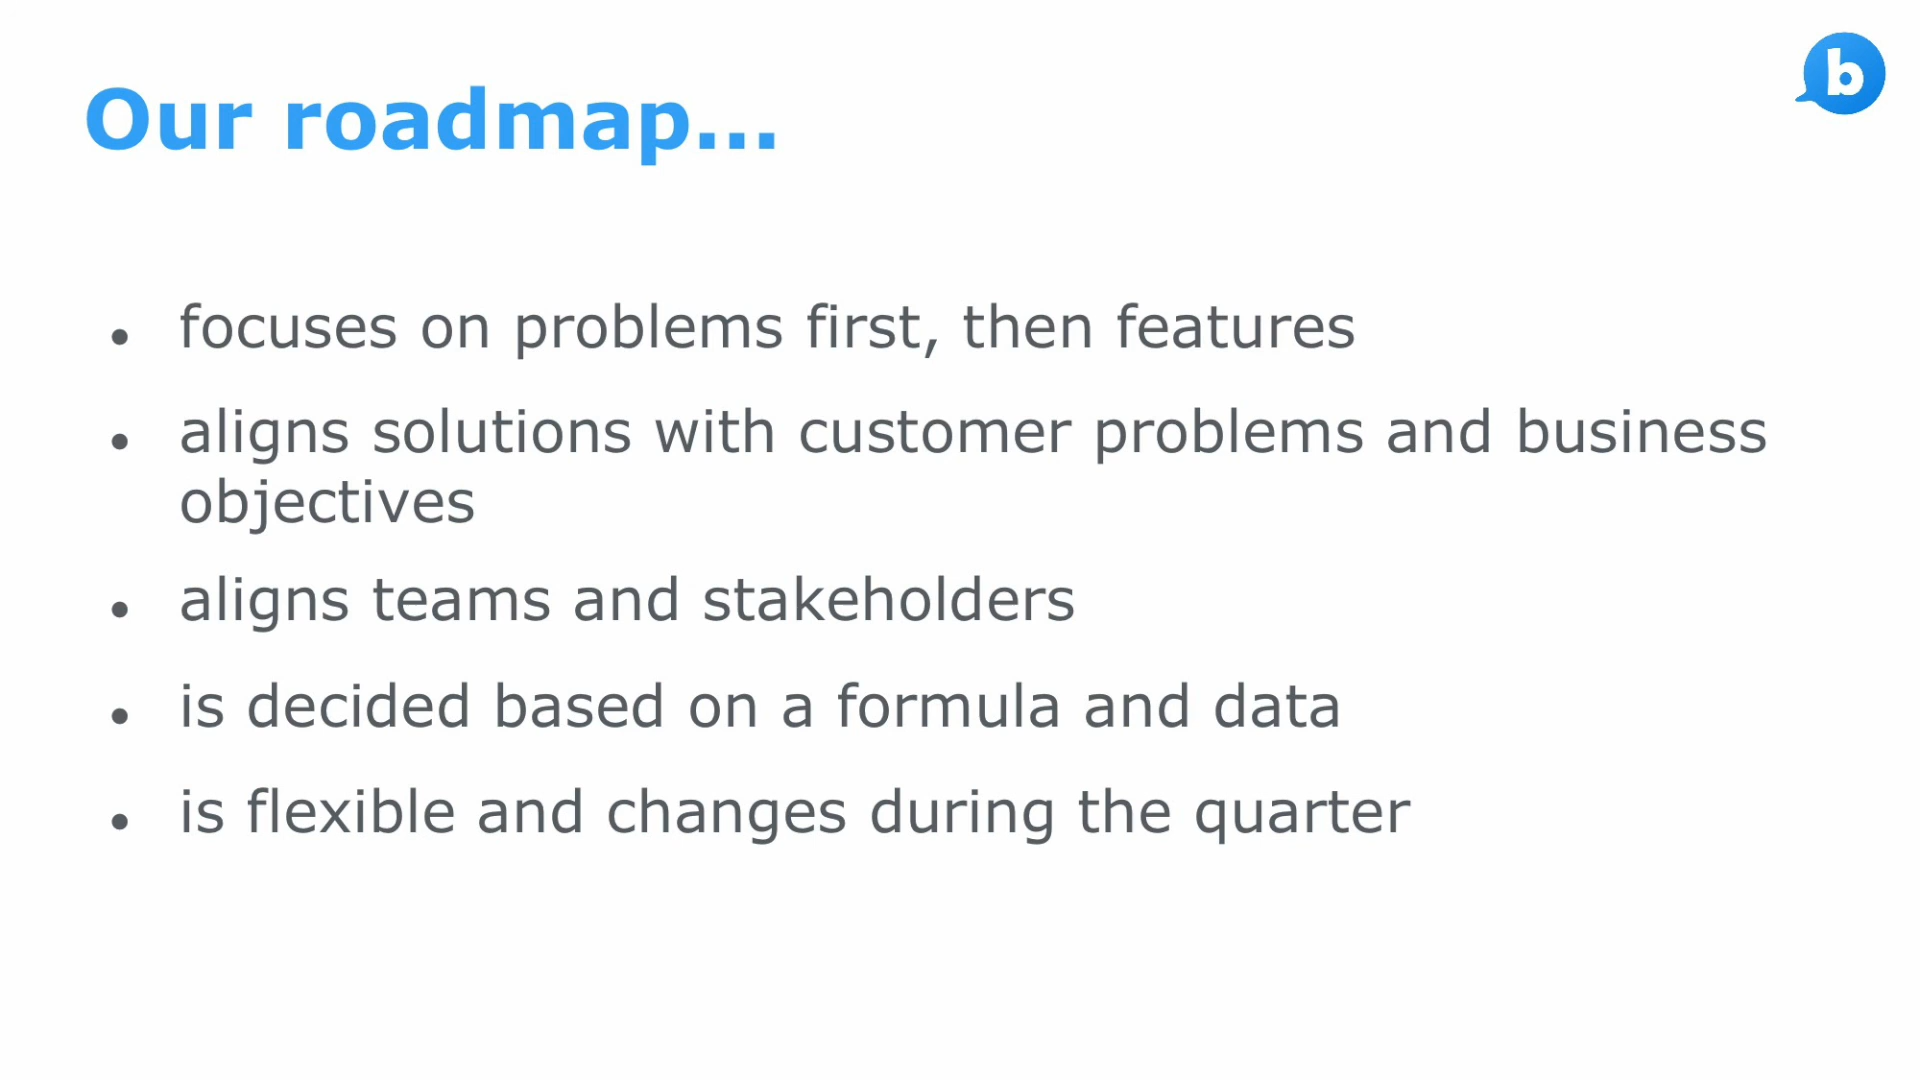 b
Our roadmap...
• focuses on problems first, then features
• aligns solutions with customer problems and business
objectives
• aligns teams and stakeholders
• is decided based on a formula and data
• is flexible and changes during the quarter